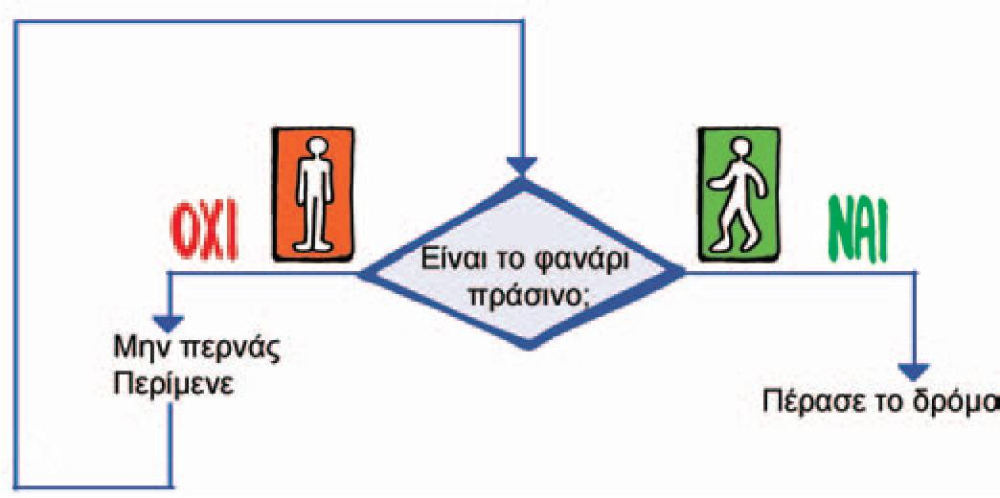 ΟΧΙ
ΝΑΙ
Είναι το φανάρι
πράσινο;
Μην περνάς
Περίμενε
Πέρασε το δρόμο